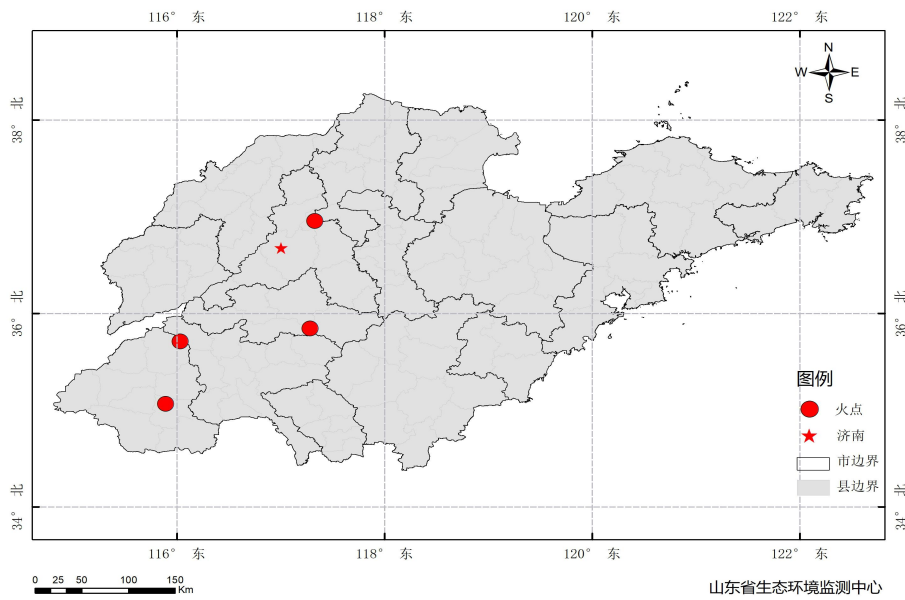 116° 东 118° 东 120° 东 122° 东
N
W E
S
38° 北 38° 北
36° 北 36° 北
图例
火点
济南
市边界
县边界
34° 北 34° 北
116° 东 118° 东 120° 东 122° 东
0 25 50 100 150
Km
山东省生态环境监测中心